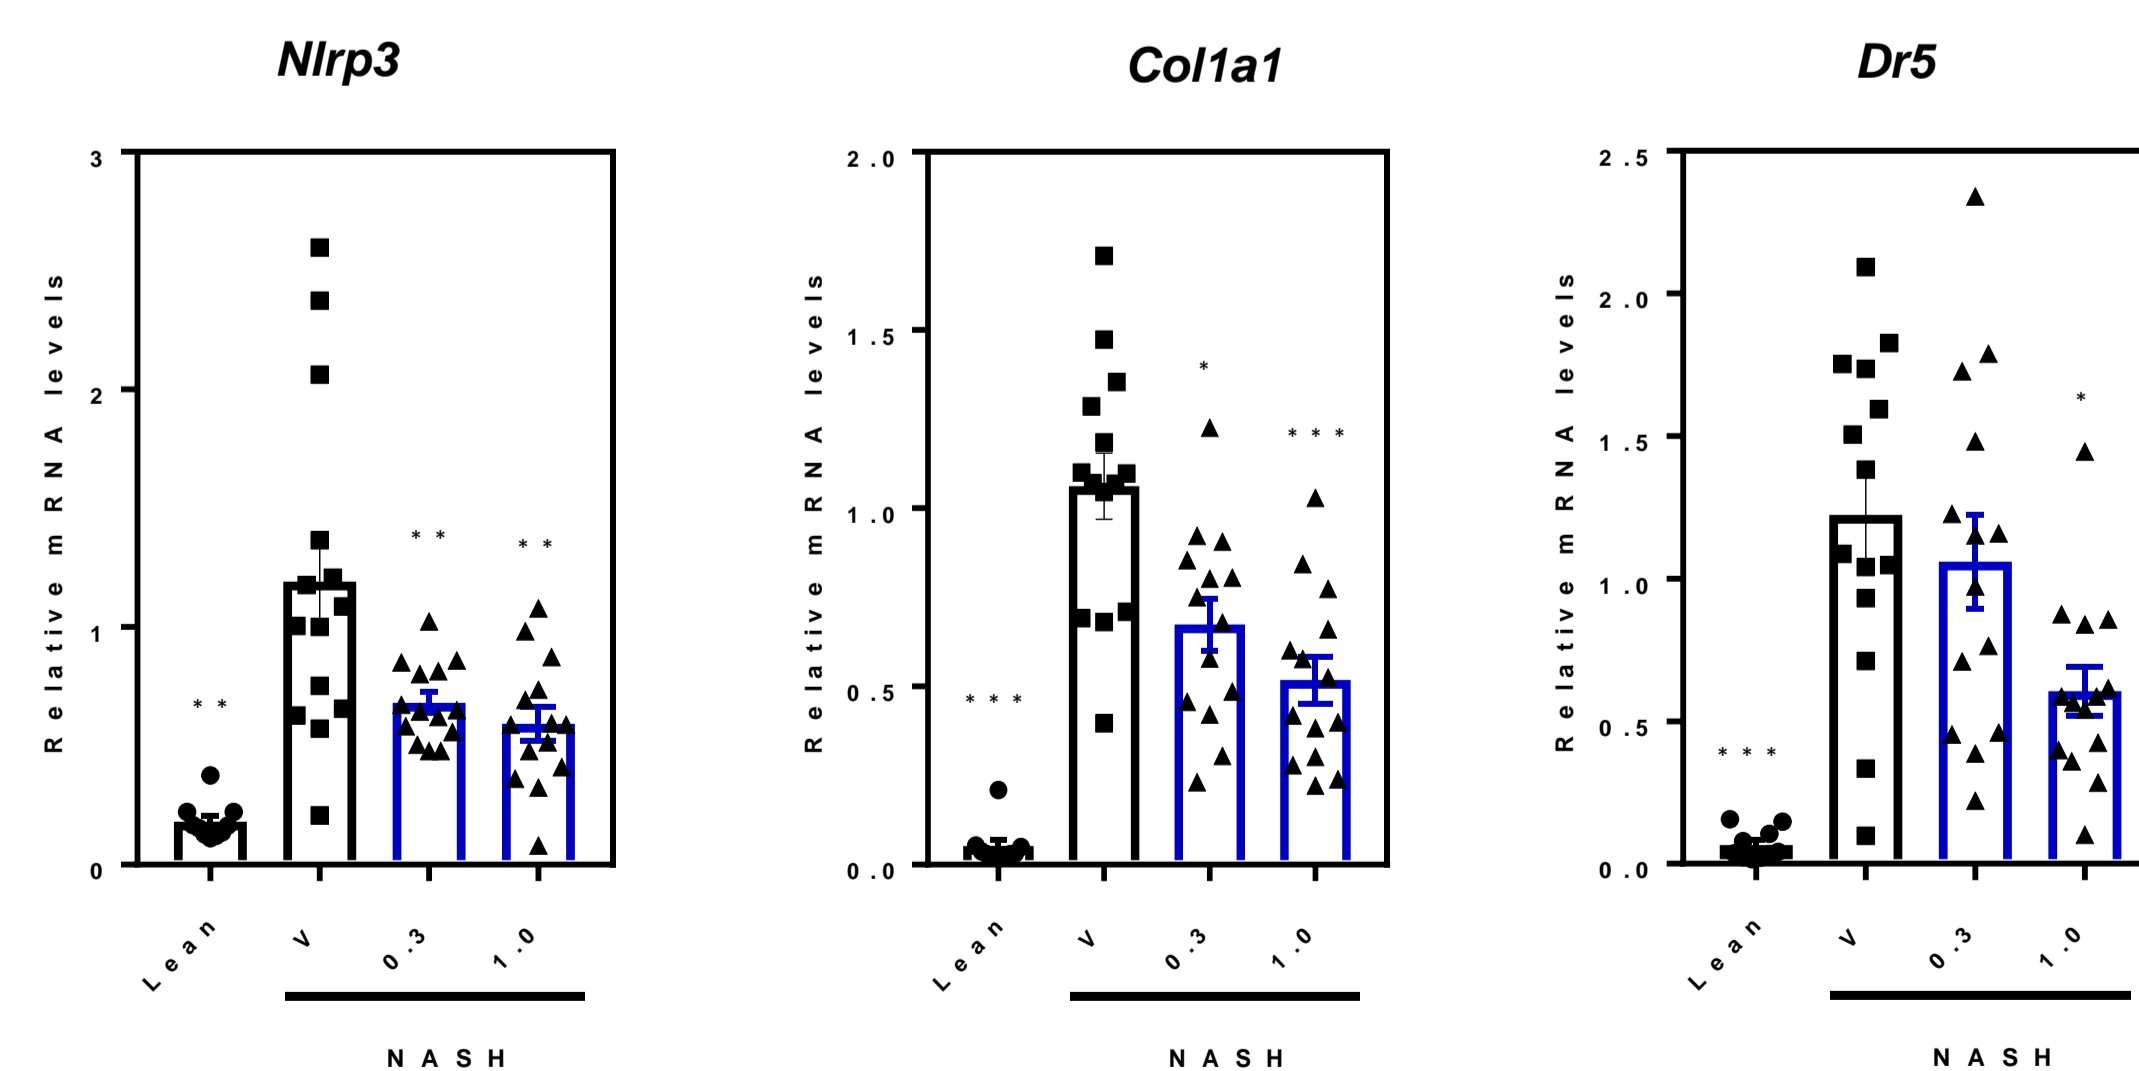 Nlrp3
Relative mRNA levels
3
2
1
0
** ** **
Lean V 0.3 1.0
NASH
Col1a1
Relative mRNA levels
2.0
1.5
1.0
0.5
0.0
*** * ***
Lean V 0.3 1.0
NASH
Dr5
Relative mRNA levels
2.5
2.0
1.5
1.0
0.5
0.0
*** *
Lean V 0.3 1.0
NASH